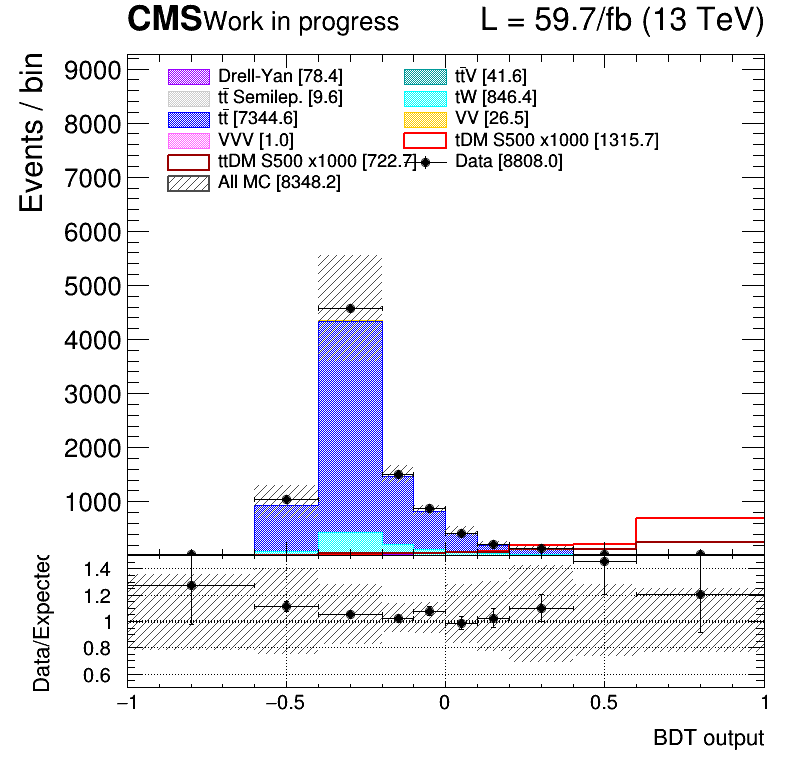 CMS Work in progress L = 59.7/fb (13 TeV)
Events / bin
9000
8000
7000
6000
5000
4000
3000
2000
1000
Drell-Yan [78.4] tt̄V [41.6]
tt̄ Semilep. [9.6] tW [846.4]
tt̄ [7344.6] VV [26.5]
VVV [1.0] tDM S500 x1000 [1315.7]
ttDM S500 x1000 [722.7] Data [8808.0]
All MC [8348.2]
Data/Expected
1.4
1.2
1
0.8
0.6
−1 −0.5 0 0.5 1
BDT output